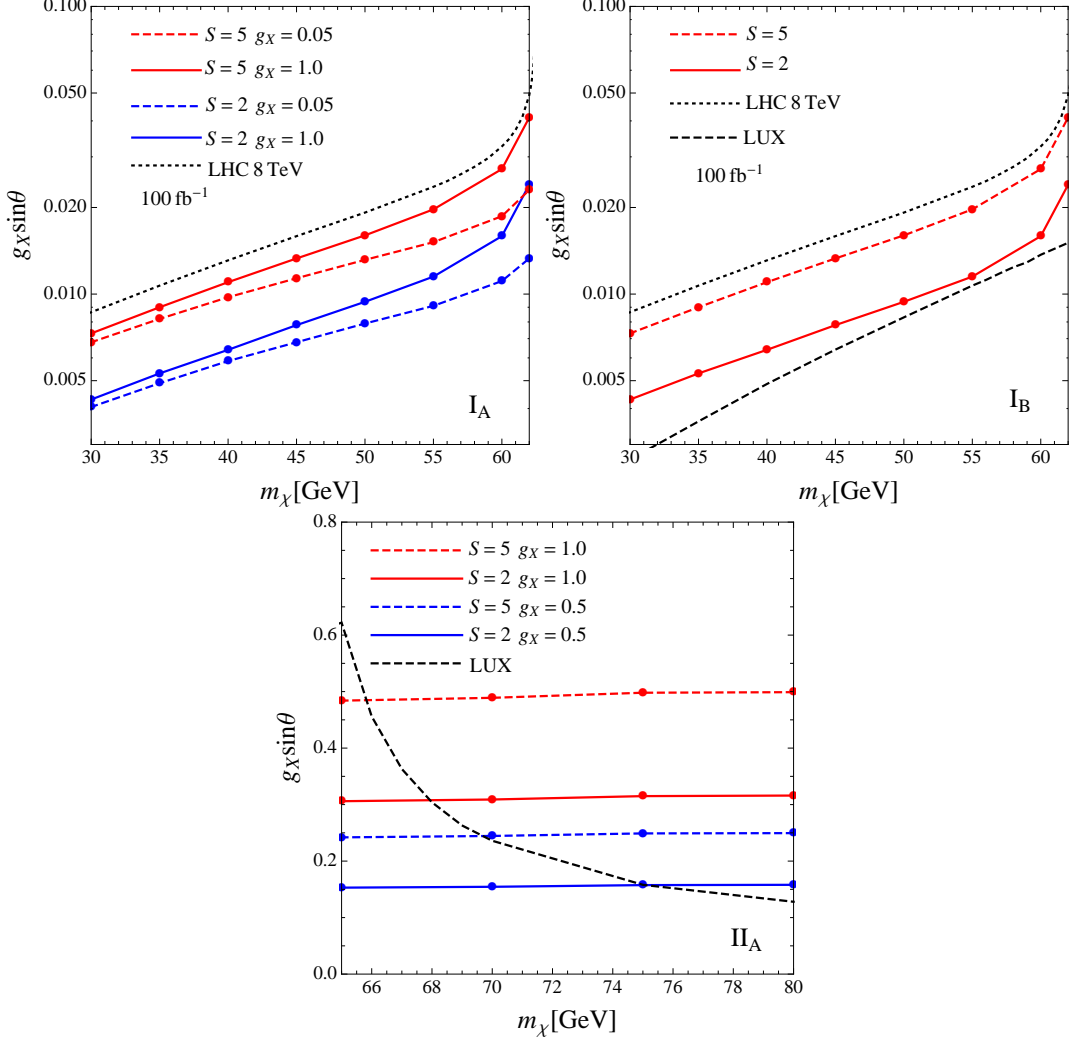 0.100
0.050
0.020
0.010
0.005
g_X sinθ
S = 5 g_X = 0.05
S = 5 g_X = 1.0
S = 2 g_X = 0.05
S = 2 g_X = 1.0
LHC 8 TeV
100 fb⁻¹
I_A
30 35 40 45 50 55 60
m_χ[GeV]
0.100
0.050
0.020
0.010
0.005
g_X sinθ
S = 5
S = 2
LHC 8 TeV
LUX
100 fb⁻¹
I_B
30 35 40 45 50 55 60
m_χ[GeV]
0.8
0.6
0.4
0.2
0.0
g_X sinθ
S = 5 g_X = 1.0
S = 2 g_X = 1.0
S = 5 g_X = 0.5
S = 2 g_X = 0.5
LUX
II_A
66 68 70 72 74 76 78 80
m_χ[GeV]